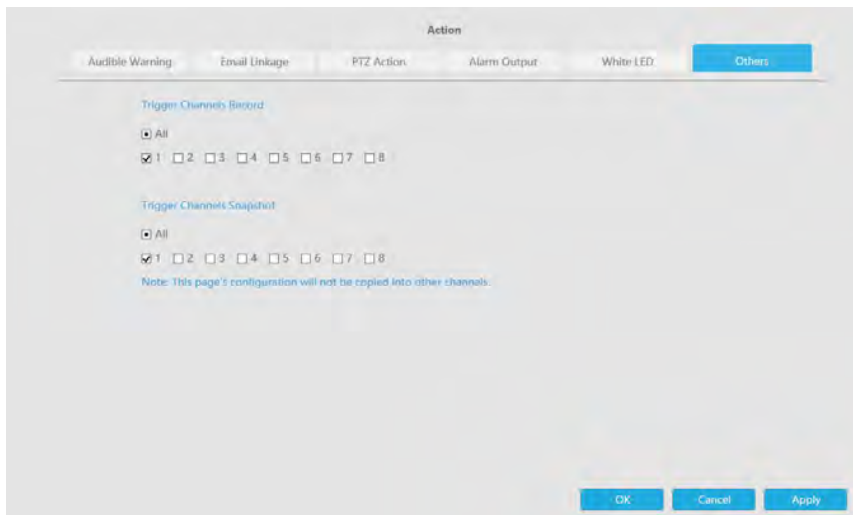 Action
Audible Warning Email Linkage PTZ Action Alarm Output White LED Others
Trigger Channels Record
All
1 2 3 4 5 6 7 8
Trigger Channels Snapshot
All
1 2 3 4 5 6 7 8
Note: This page's configuration will not be copied into other channels.
OK Cancel Apply